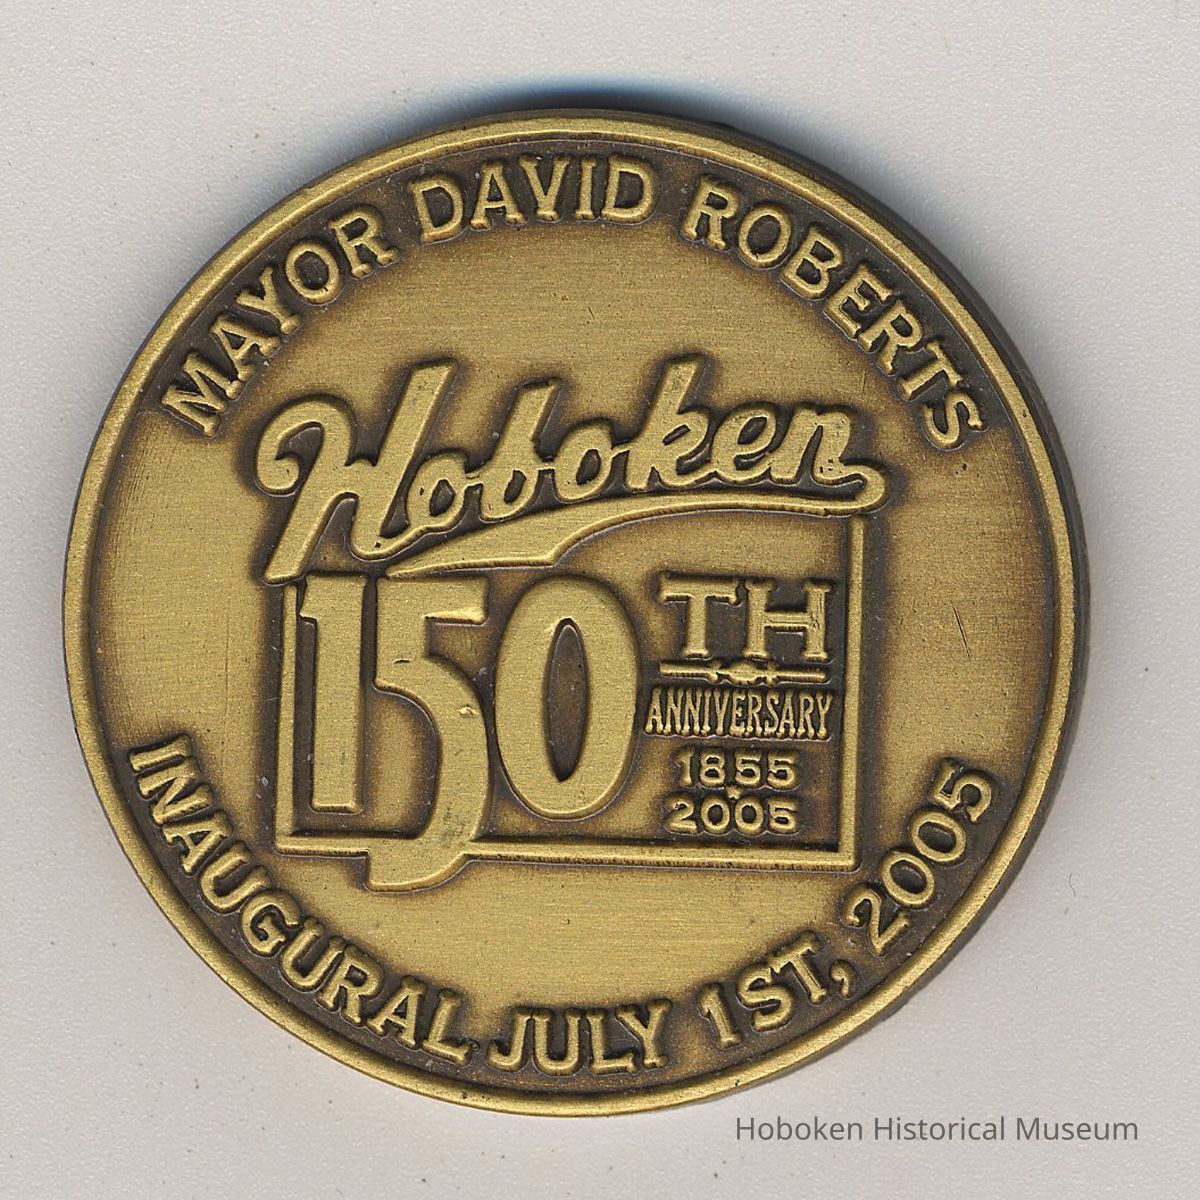 MAYOR DAVID ROBERTS
Hoboken
150TH
ANNIVERSARY
1855
2005
INAUGURAL JULY 1ST, 2005
Hoboken Historical Museum